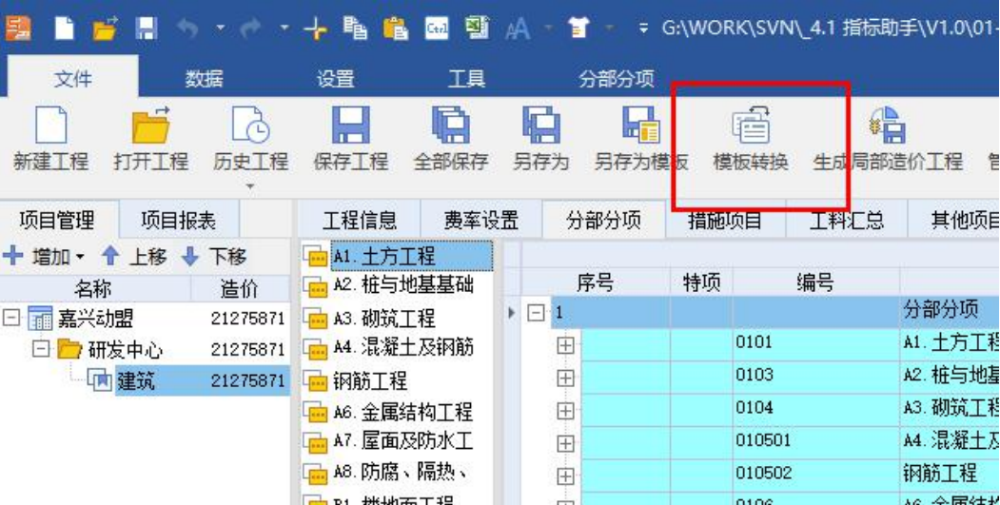 Ctrl G:\WORK\SVN\_4.1 指标助手\V1.0\01-
文件 数据 设置 工具 分部分项
新建工程 打开工程 历史工程 保存工程 全部保存 另存为 另存为模板 模板转换 生成局部造价工程
项目管理 项目报表 工程信息 费率设置 分部分项 措施项目 工料汇总 其他项目
增加 上移 下移 A1. 土方工程
名称 造价 A2. 桩与地基基础 序号 特项 编号
嘉兴动盟 21275871 A3. 砌筑工程 1 分部分项
研发中心 21275871 A4. 混凝土及钢筋 0101 A1. 土方工程
建筑 21275871 钢筋工程 0103 A2. 桩与地基
A6. 金属结构工程 0104 A3. 砌筑工程
A7. 屋面及防水工 010501 A4. 混凝土及
A8. 防腐、隔热、 010502 钢筋工程
B1. 楼地面工程 0106 A6. 金属结构